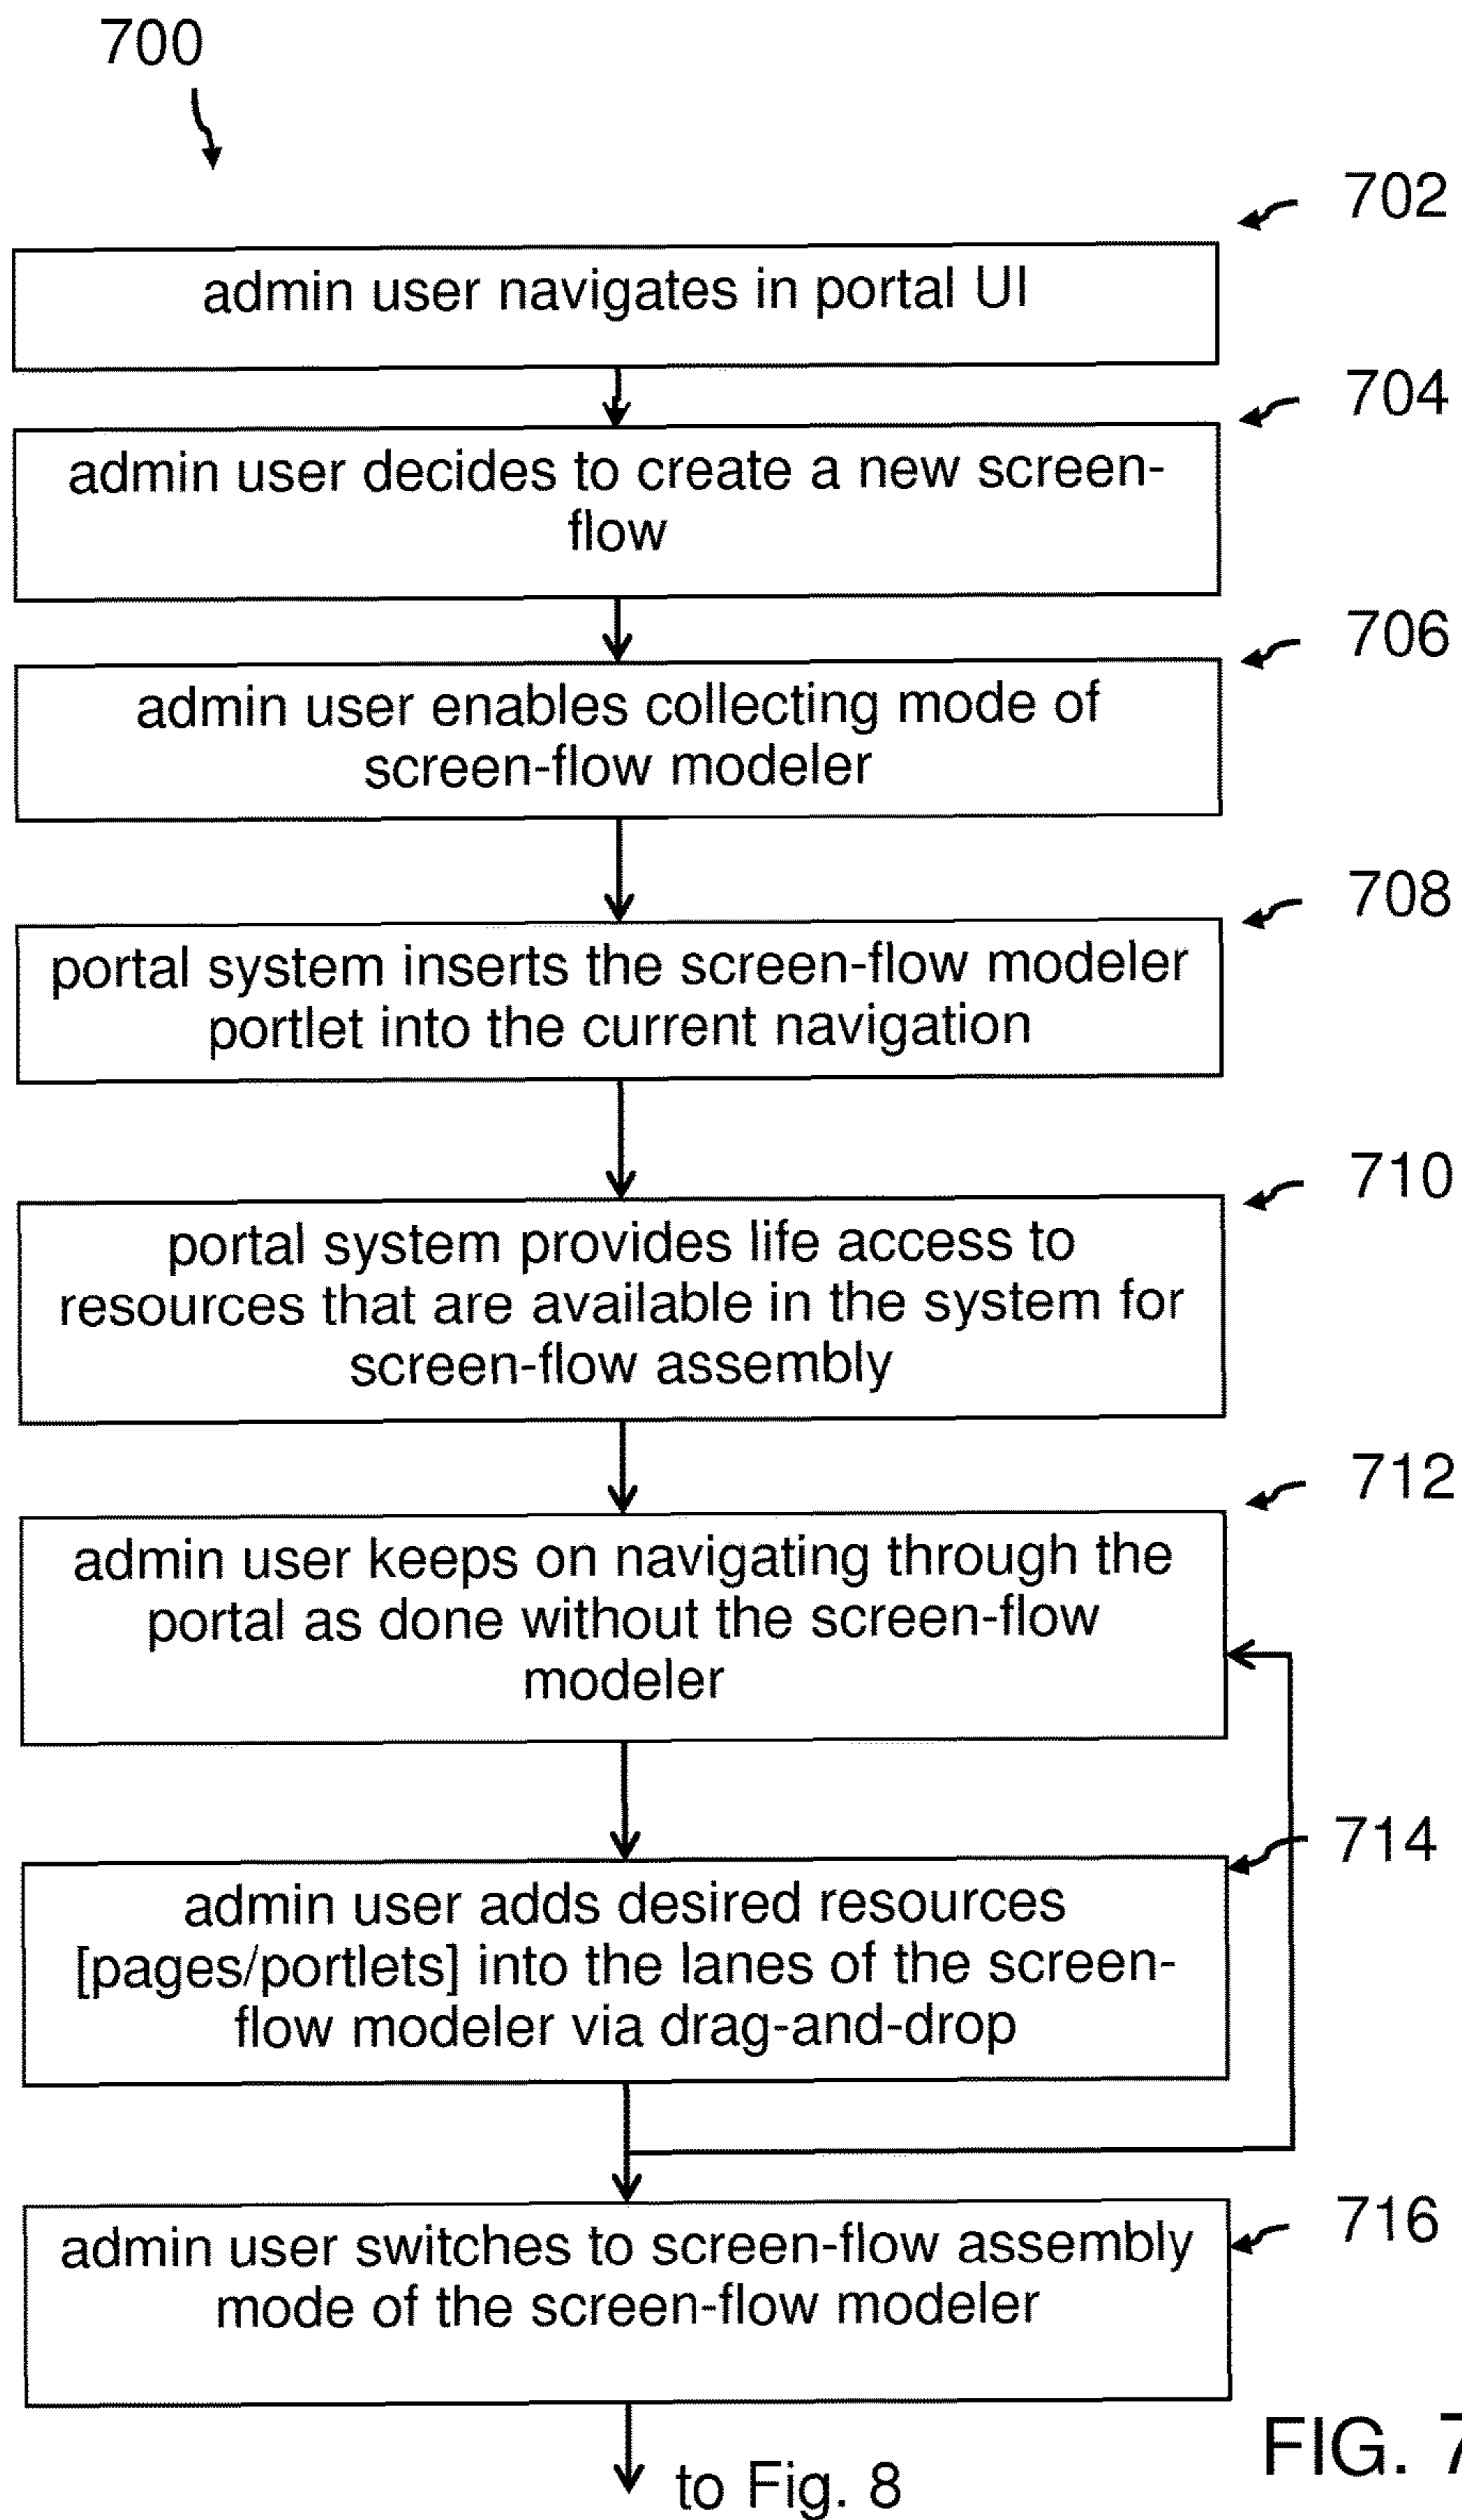 700
702
admin user navigates in portal UI
704
admin user decides to create a new screen-
flow
706
admin user enables collecting mode of
screen-flow modeler
708
portal system inserts the screen-flow modeler
portlet into the current navigation
710
portal system provides life access to
resources that are available in the system for
screen-flow assembly
712
admin user keeps on navigating through the
portal as done without the screen-flow
modeler
714
admin user adds desired resources
[pages/portlets] into the lanes of the screen-
flow modeler via drag-and-drop
716
admin user switches to screen-flow assembly
mode of the screen-flow modeler
FIG. 7
to Fig. 8